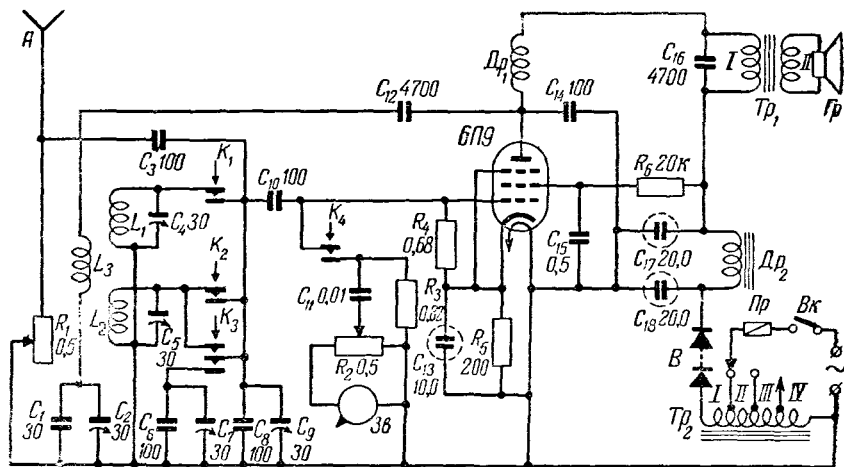 А
C₃ 100
K₁
C₄ 30
L₁
K₂
L₃
L₂
C₅
30
K₃
R₁
0,5
C₁
30
C₂
30
C₆
100
C₇
30
C₈
100
C₉
30
C₁₂ 4700
C₁₀ 100
K₄
C₁₁ 0,01
R₂ 0,5
Зв
R₃
0,82
R₄
0,68
C₁₃
10,0
R₅
200
6П9
Др₁
C₁₄ 100
C₁₅
0,5
R₆ 20к
C₁₆
4700
I
II
Тр₁
Гр
C₁₇ 20,0
C₁₈ 20,0
Др₂
В
Пр
Вк
~
I
II
III
IV
Тр₂